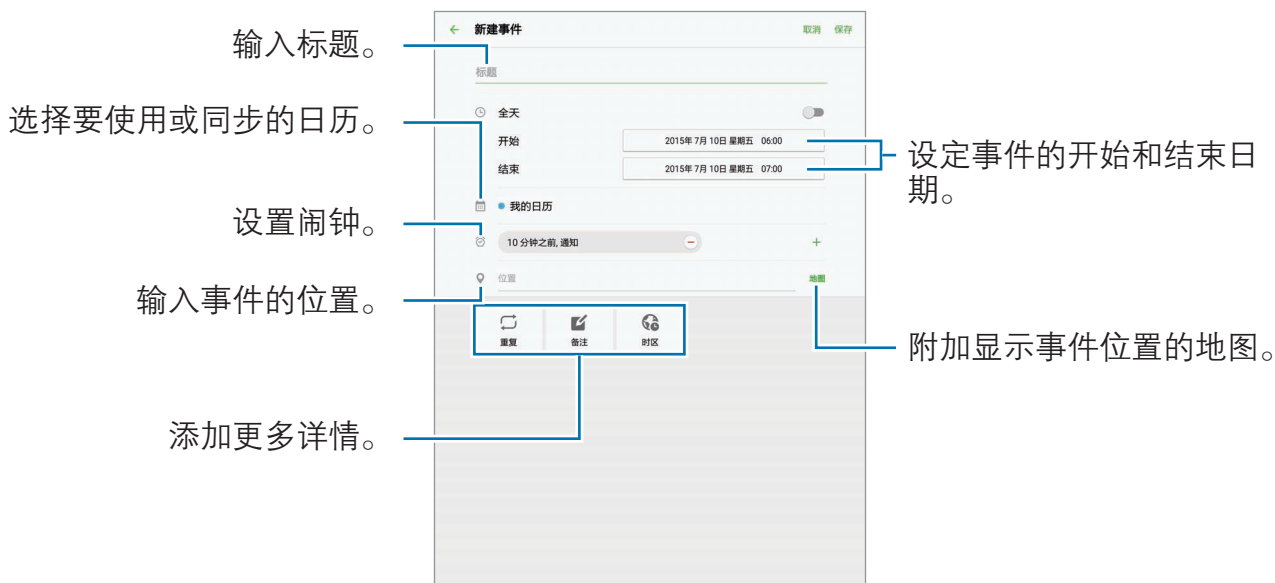 新建事件
取消 保存
输入标题。
标题
选择要使用或同步的日历。
全天
开始 2015年 7月 10日 星期五 06:00
结束 2015年 7月 10日 星期五 07:00
设定事件的开始和结束日
期。
我的日历
设置闹钟。
10 分钟之前, 通知
输入事件的位置。
位置 地图
重复 备注 时区
附加显示事件位置的地图。
添加更多详情。